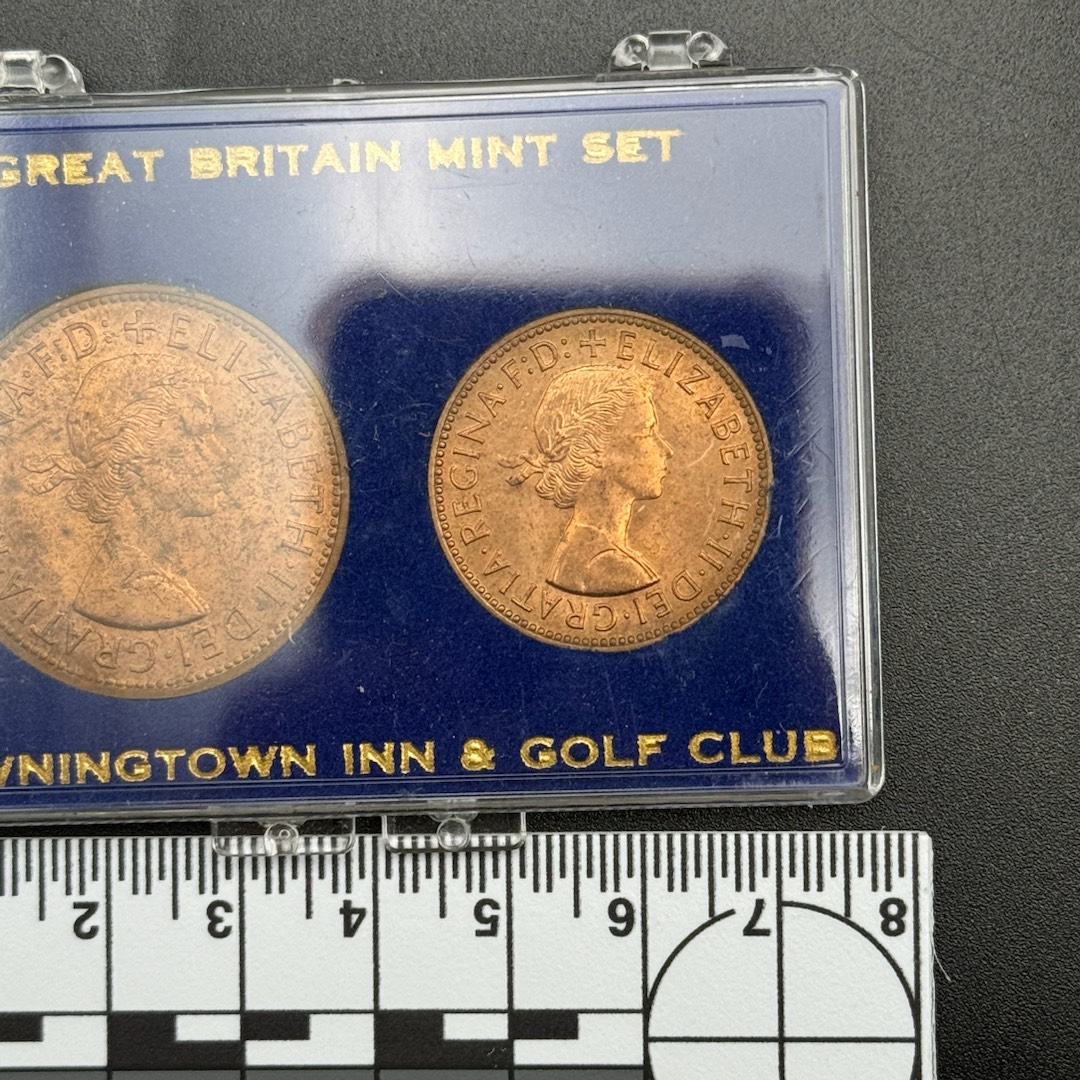 GREAT BRITAIN MINT SET
F:D: + ELIZABETH·II·DEI·GRATIA
+ ELIZABETH·II·DEI·GRATIA·REGINA·F:D:
WNINGTOWN INN & GOLF CLUB
2 3 4 5 6 7 8